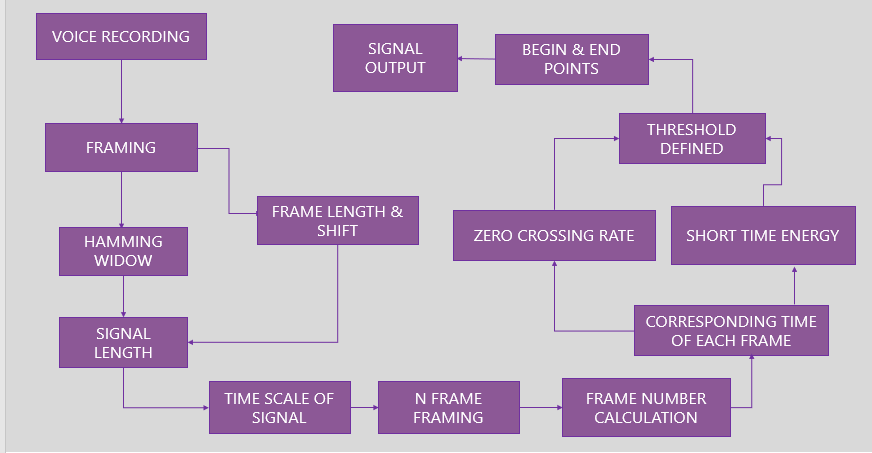 VOICE RECORDING
FRAMING
HAMMING
WIDOW
FRAME LENGTH &
SHIFT
SIGNAL
LENGTH
TIME SCALE OF
SIGNAL
N FRAME
FRAMING
FRAME NUMBER
CALCULATION
CORRESPONDING TIME
OF EACH FRAME
ZERO CROSSING RATE
SHORT TIME ENERGY
THRESHOLD
DEFINED
BEGIN & END
POINTS
SIGNAL
OUTPUT